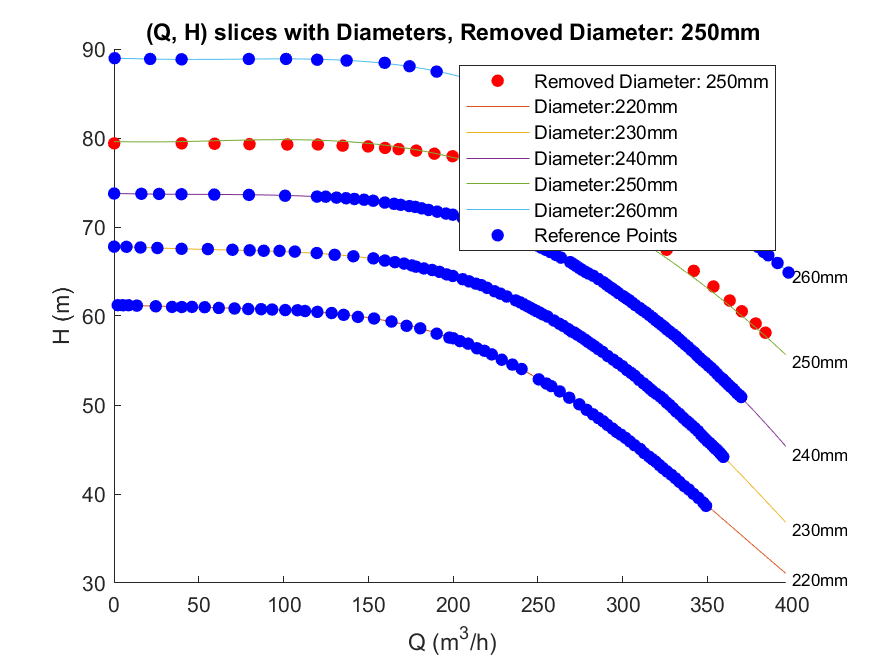 (Q, H) slices with Diameters, Removed Diameter: 250mm
90
80
70
60
50
40
30
H (m)
Removed Diameter: 250mm
Diameter:220mm
Diameter:230mm
Diameter:240mm
Diameter:250mm
Diameter:260mm
Reference Points
260mm
250mm
240mm
230mm
220mm
0 50 100 150 200 250 300 350 400
Q (m³/h)